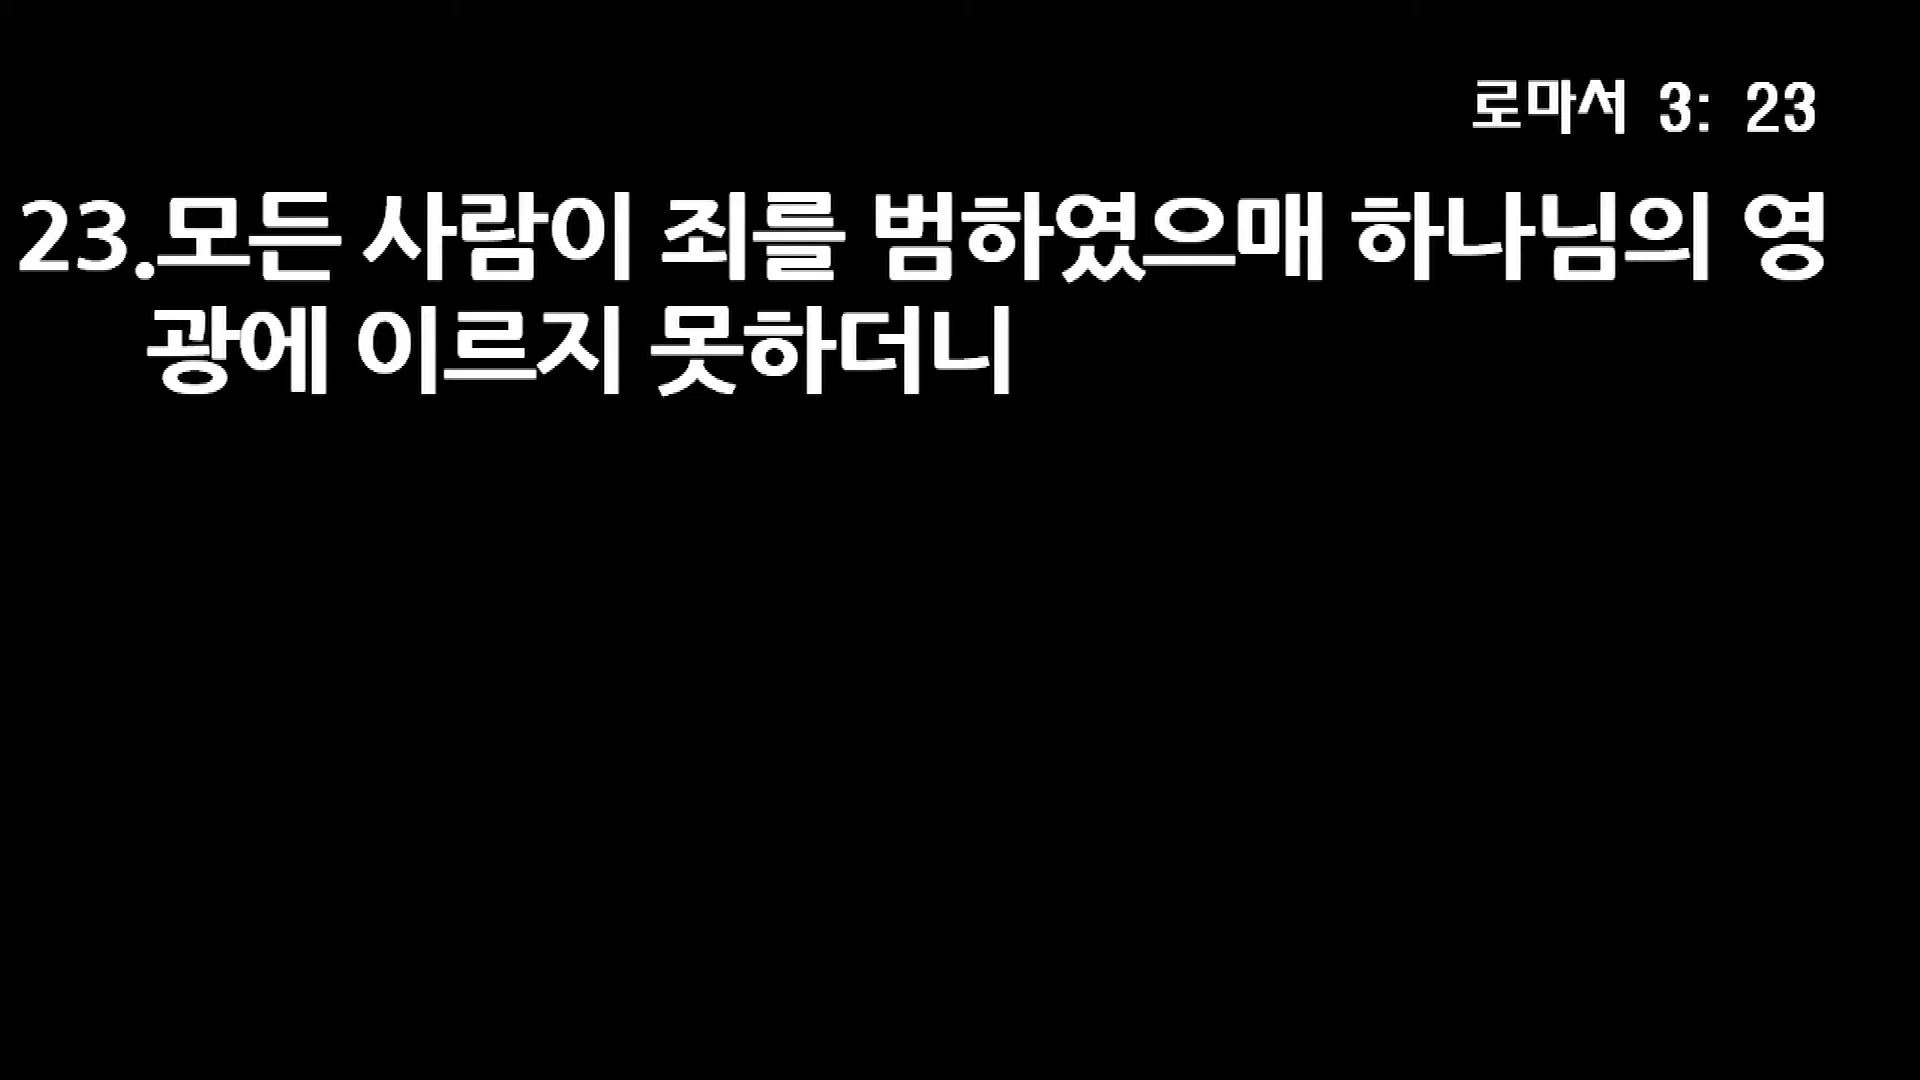 로마서 3: 23
23.모든 사람이 죄를 범하였으매 하나님의 영
광에 이르지 못하더니